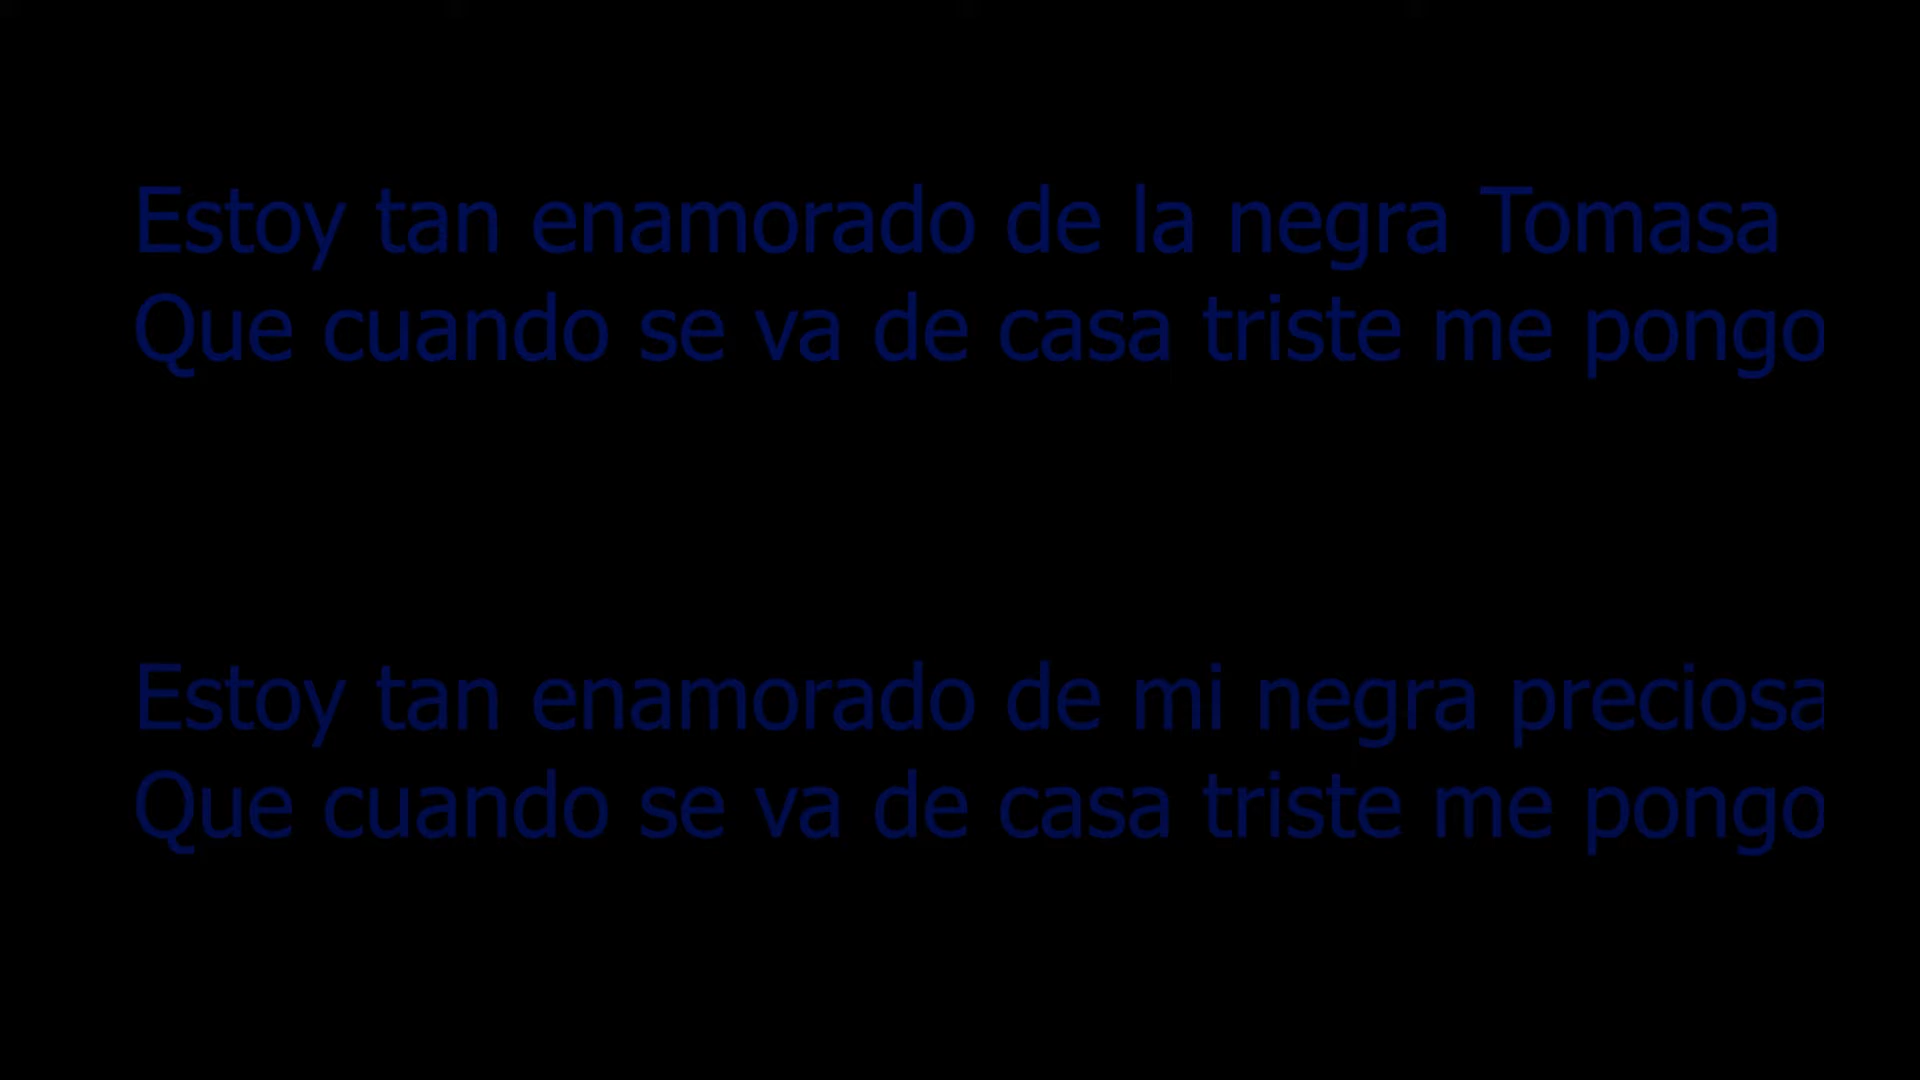 Estoy tan enamorado de la negra Tomasa
Que cuando se va de casa triste me pongo
Estoy tan enamorado de mi negra preciosa
Que cuando se va de casa triste me pongo